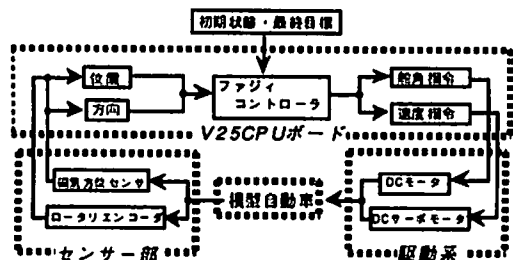 初期状態・最終目標
位置
方向
ファジィ
コントローラ
舵角指令
速度指令
V25CPUボード
磁気方位センサ
ロータリエンコーダ
センサー部
模型自動車
DCモータ
DCサーボモータ
駆動系